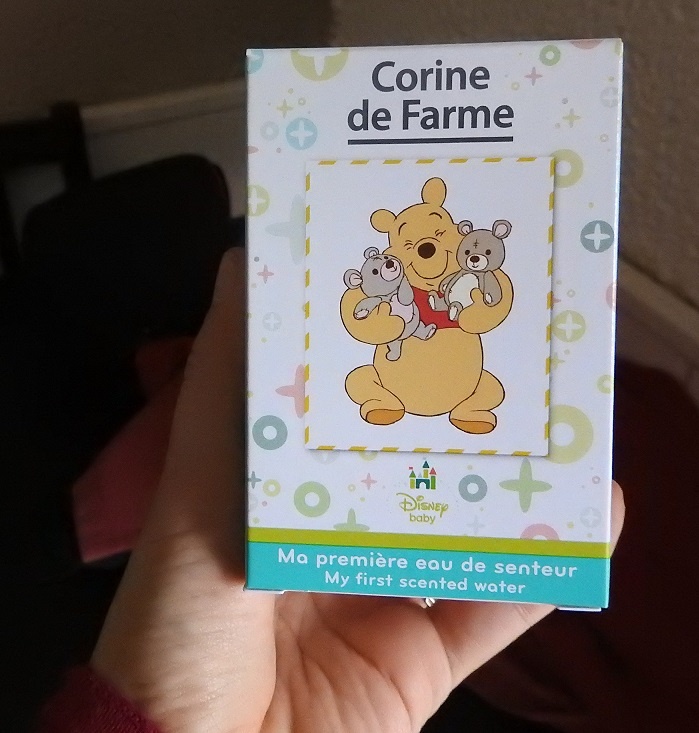 Corine
de Farme
Disney
baby
Ma première eau de senteur
My first scented water